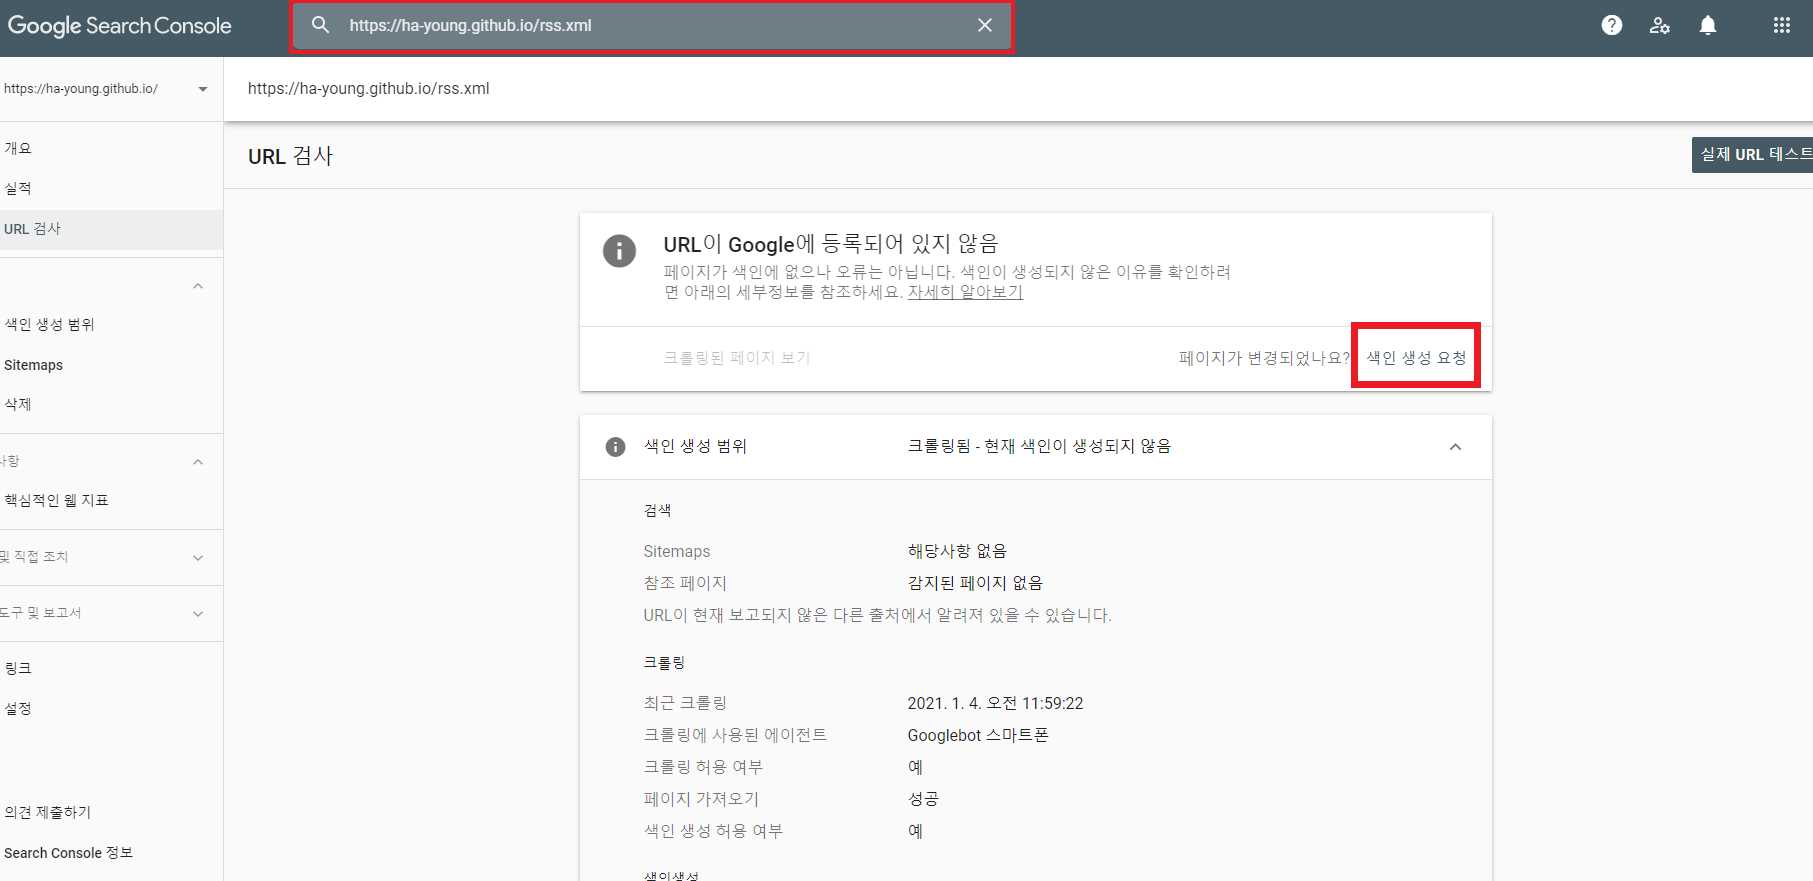 Google Search Console
https://ha-young.github.io/rss.xml
https://ha-young.github.io/
https://ha-young.github.io/rss.xml
개요
실적
URL 검사
색인 생성 범위
Sitemaps
삭제
사항
핵심적인 웹 지표
및 직접 조치
도구 및 보고서
링크
설정
의견 제출하기
Search Console 정보
URL 검사
실제 URL 테스트
URL이 Google에 등록되어 있지 않음
페이지가 색인에 없으나 오류는 아닙니다. 색인이 생성되지 않은 이유를 확인하려
면 아래의 세부정보를 참조하세요. 자세히 알아보기
크롤링된 페이지 보기
페이지가 변경되었나요? 색인 생성 요청
색인 생성 범위 크롤링됨 - 현재 색인이 생성되지 않음
검색
Sitemaps 해당사항 없음
참조 페이지 감지된 페이지 없음
URL이 현재 보고되지 않은 다른 출처에서 알려져 있을 수 있습니다.
크롤링
최근 크롤링 2021. 1. 4. 오전 11:59:22
크롤링에 사용된 에이전트 Googlebot 스마트폰
크롤링 허용 여부 예
페이지 가져오기 성공
색인 생성 허용 여부 예
색인생성